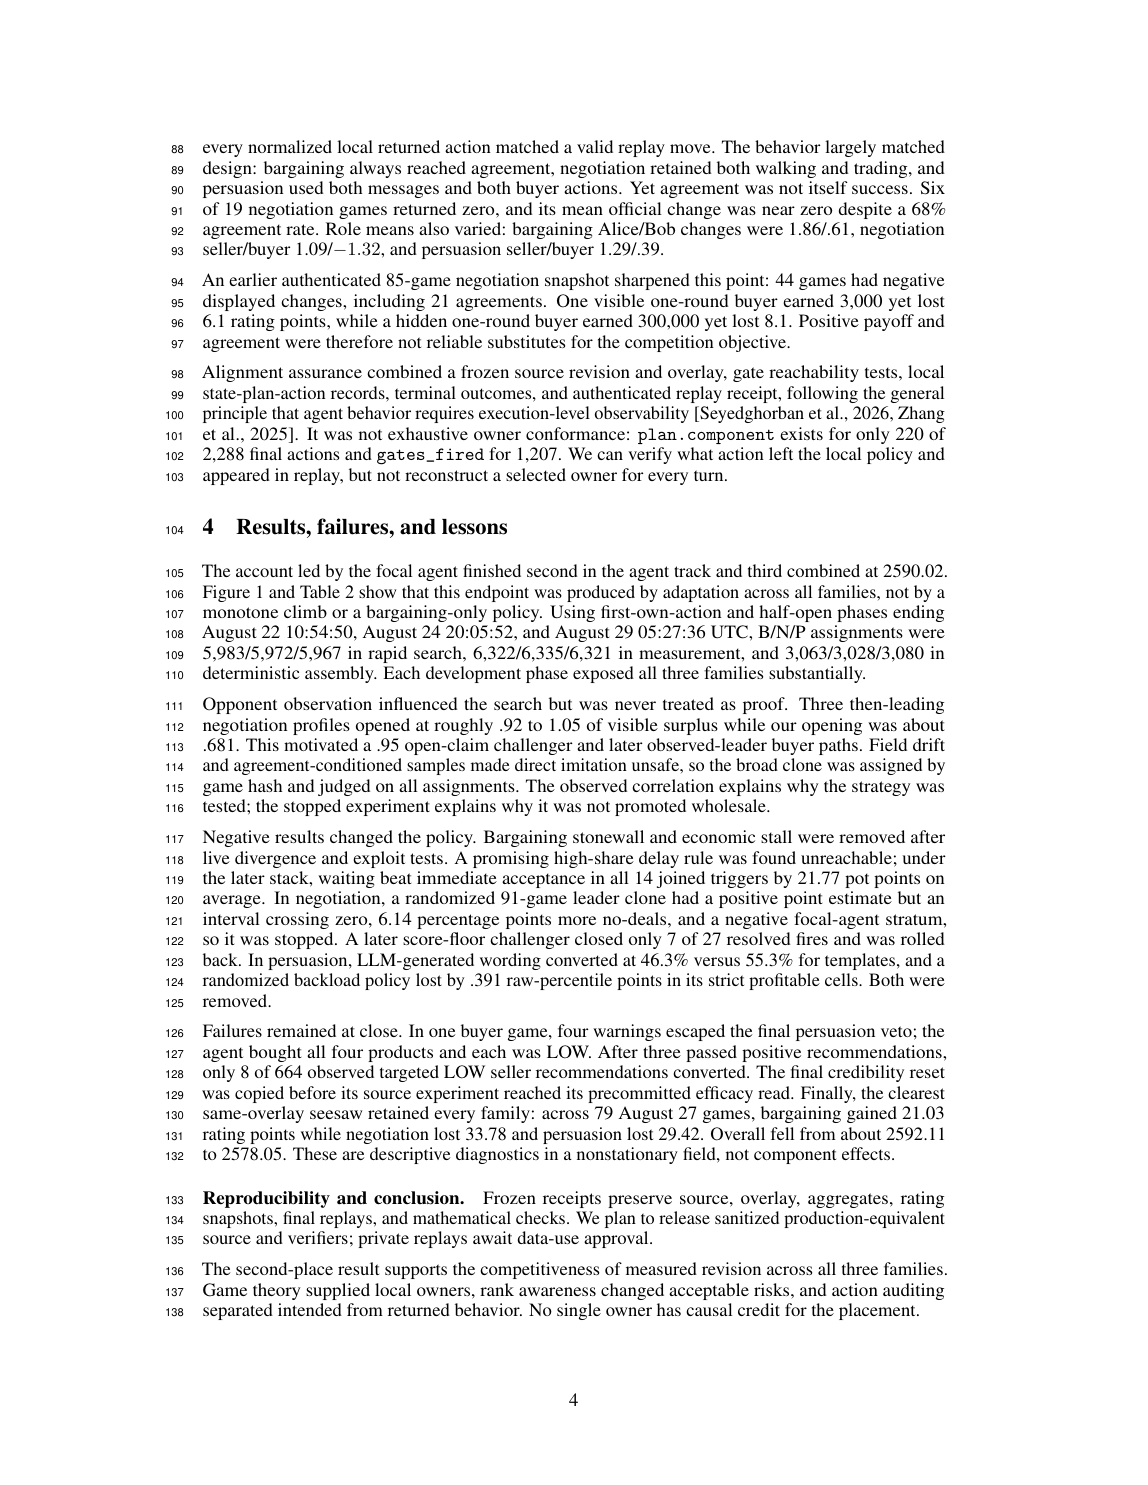 88 every normalized local returned action matched a valid replay move. The behavior largely matched
89 design: bargaining always reached agreement, negotiation retained both walking and trading, and
90 persuasion used both messages and both buyer actions. Yet agreement was not itself success. Six
91 of 19 negotiation games returned zero, and its mean official change was near zero despite a 68%
92 agreement rate. Role means also varied: bargaining Alice/Bob changes were 1.86/.61, negotiation
93 seller/buyer 1.09/−1.32, and persuasion seller/buyer 1.29/.39.
94 An earlier authenticated 85-game negotiation snapshot sharpened this point: 44 games had negative
95 displayed changes, including 21 agreements. One visible one-round buyer earned 3,000 yet lost
96 6.1 rating points, while a hidden one-round buyer earned 300,000 yet lost 8.1. Positive payoff and
97 agreement were therefore not reliable substitutes for the competition objective.
98 Alignment assurance combined a frozen source revision and overlay, gate reachability tests, local
99 state-plan-action records, terminal outcomes, and authenticated replay receipt, following the general
100 principle that agent behavior requires execution-level observability [Seyedghorban et al., 2026, Zhang
101 et al., 2025]. It was not exhaustive owner conformance: plan.component exists for only 220 of
102 2,288 final actions and gates_fired for 1,207. We can verify what action left the local policy and
103 appeared in replay, but not reconstruct a selected owner for every turn.
104 4 Results, failures, and lessons
105 The account led by the focal agent finished second in the agent track and third combined at 2590.02.
106 Figure 1 and Table 2 show that this endpoint was produced by adaptation across all families, not by a
107 monotone climb or a bargaining-only policy. Using first-own-action and half-open phases ending
108 August 22 10:54:50, August 24 20:05:52, and August 29 05:27:36 UTC, B/N/P assignments were
109 5,983/5,972/5,967 in rapid search, 6,322/6,335/6,321 in measurement, and 3,063/3,028/3,080 in
110 deterministic assembly. Each development phase exposed all three families substantially.
111 Opponent observation influenced the search but was never treated as proof. Three then-leading
112 negotiation profiles opened at roughly .92 to 1.05 of visible surplus while our opening was about
113 .681. This motivated a .95 open-claim challenger and later observed-leader buyer paths. Field drift
114 and agreement-conditioned samples made direct imitation unsafe, so the broad clone was assigned by
115 game hash and judged on all assignments. The observed correlation explains why the strategy was
116 tested; the stopped experiment explains why it was not promoted wholesale.
117 Negative results changed the policy. Bargaining stonewall and economic stall were removed after
118 live divergence and exploit tests. A promising high-share delay rule was found unreachable; under
119 the later stack, waiting beat immediate acceptance in all 14 joined triggers by 21.77 pot points on
120 average. In negotiation, a randomized 91-game leader clone had a positive point estimate but an
121 interval crossing zero, 6.14 percentage points more no-deals, and a negative focal-agent stratum,
122 so it was stopped. A later score-floor challenger closed only 7 of 27 resolved fires and was rolled
123 back. In persuasion, LLM-generated wording converted at 46.3% versus 55.3% for templates, and a
124 randomized backload policy lost by .391 raw-percentile points in its strict profitable cells. Both were
125 removed.
126 Failures remained at close. In one buyer game, four warnings escaped the final persuasion veto; the
127 agent bought all four products and each was LOW. After three passed positive recommendations,
128 only 8 of 664 observed targeted LOW seller recommendations converted. The final credibility reset
129 was copied before its source experiment reached its precommitted efficacy read. Finally, the clearest
130 same-overlay seesaw retained every family: across 79 August 27 games, bargaining gained 21.03
131 rating points while negotiation lost 33.78 and persuasion lost 29.42. Overall fell from about 2592.11
132 to 2578.05. These are descriptive diagnostics in a nonstationary field, not component effects.
133 Reproducibility and conclusion. Frozen receipts preserve source, overlay, aggregates, rating
134 snapshots, final replays, and mathematical checks. We plan to release sanitized production-equivalent
135 source and verifiers; private replays await data-use approval.
136 The second-place result supports the competitiveness of measured revision across all three families.
137 Game theory supplied local owners, rank awareness changed acceptable risks, and action auditing
138 separated intended from returned behavior. No single owner has causal credit for the placement.
4